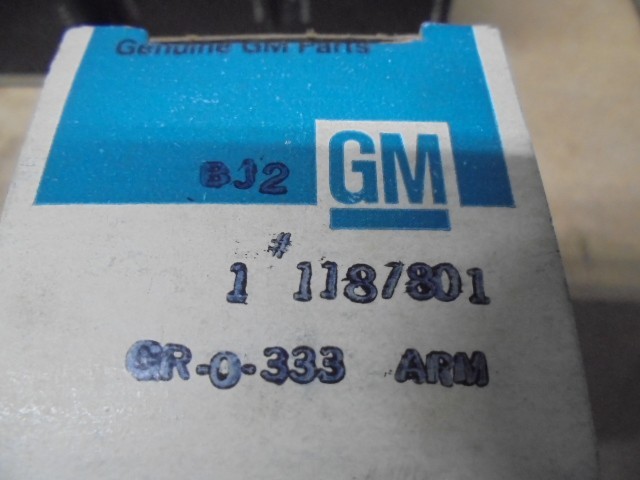 Genuine GM Parts
BJ2 GM
#
1 1187801
GR-0-333 ARM